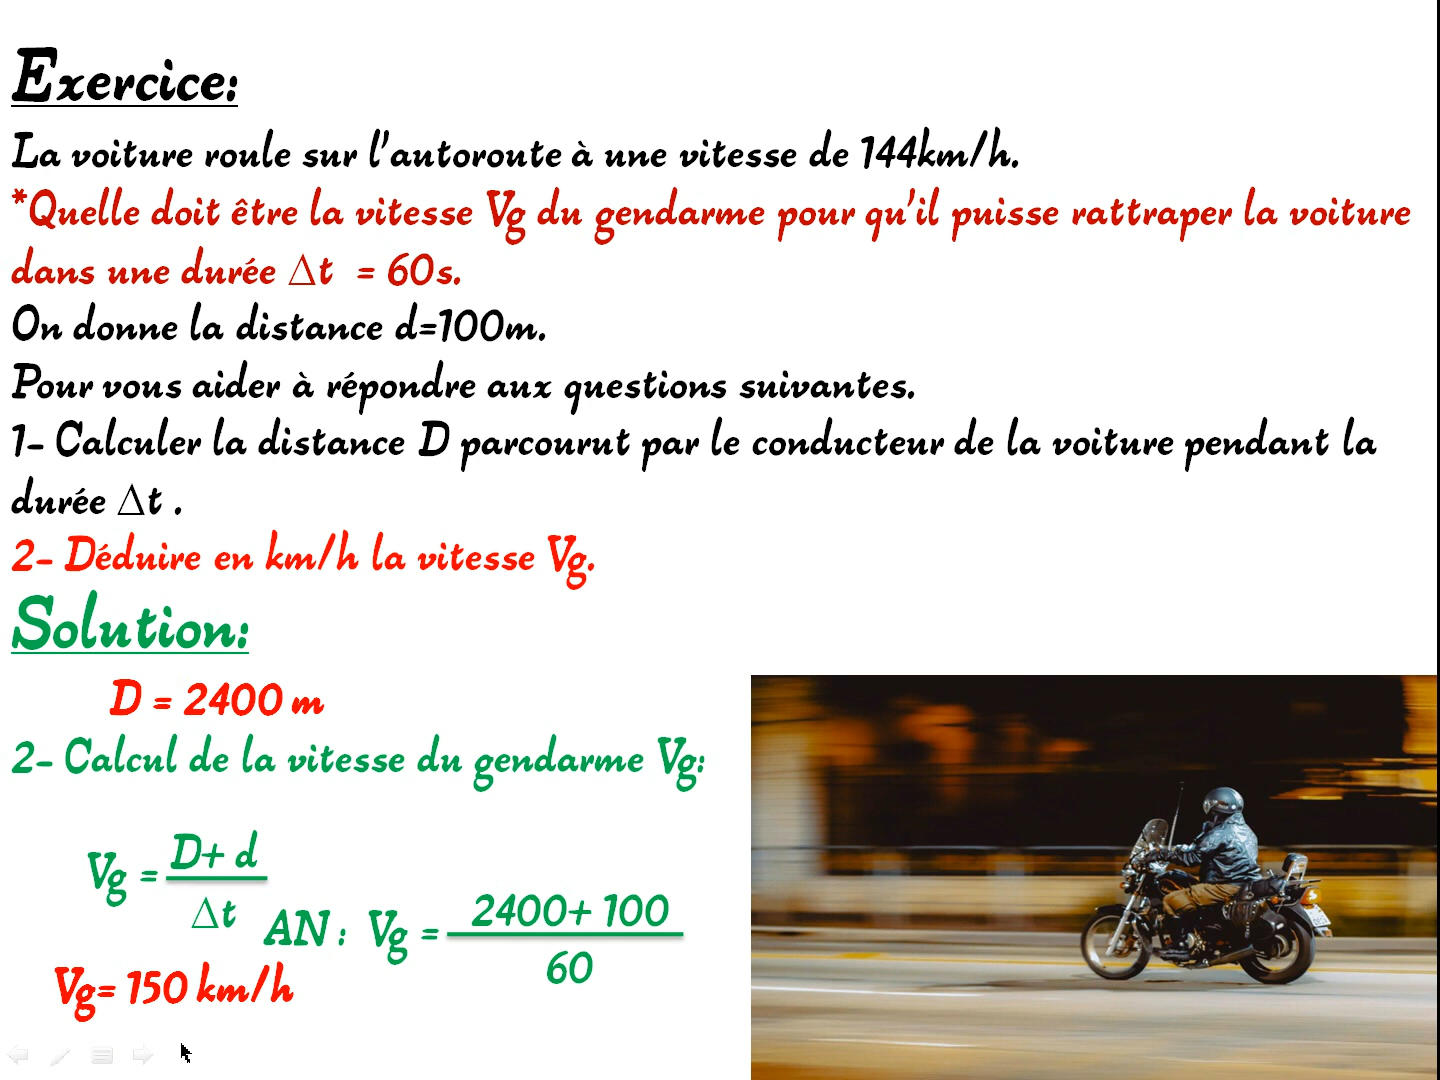 Exercice:
La voiture roule sur l'autoroute à une vitesse de 144km/h.
*Quelle doit être la vitesse Vg du gendarme pour qu'il puisse rattraper la voiture
dans une durée Δt = 60s.
On donne la distance d=100m.
Pour vous aider à répondre aux questions suivantes.
1- Calculer la distance D parcourut par le conducteur de la voiture pendant la
durée Δt .
2- Déduire en km/h la vitesse Vg.
Solution:
D = 2400 m
2- Calcul de la vitesse du gendarme Vg:
Vg = D+ d
Δt
AN : Vg = 2400+ 100
60
Vg= 150 km/h